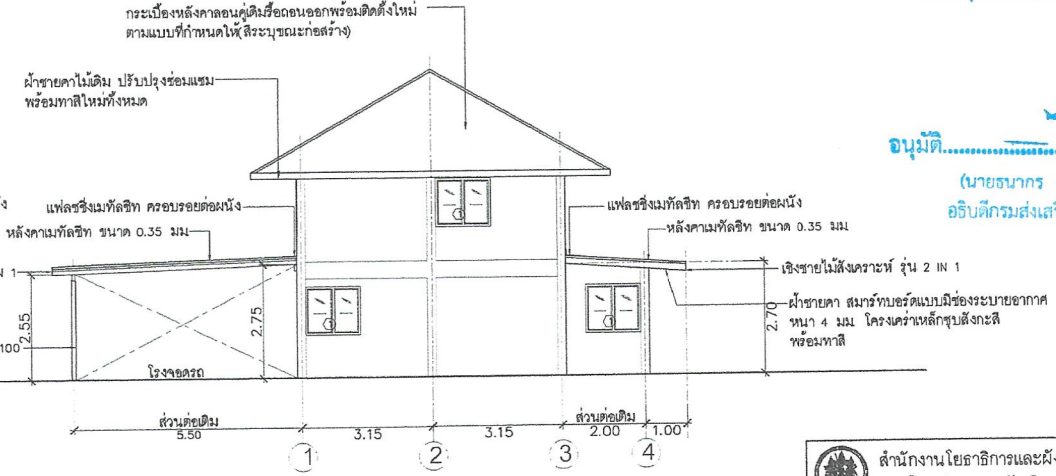 กระเบื้องหลังคาลอนคู่เดิมรื้อถอนออกพร้อมติดตั้งใหม่
ตามแบบที่กำหนดให้(สีระบุขณะก่อสร้าง)
ฝ้าชายคาไม้เดิม ปรับปรุงซ่อมแซม
พร้อมทาสีใหม่ทั้งหมด
อนุมัติ
(นายธนากร
อธิบดีกรมส่งเสริ
แฟลชชิ่งเมทัลชีท ครอบรอยต่อผนัง
แฟลชชิ่งเมทัลชีท ครอบรอยต่อผนัง
หลังคาเมทัลชีท ขนาด 0.35 มม
หลังคาเมทัลชีท ขนาด 0.35 มม
เชิงชายไม้สังเคราะห์ รุ่น 2 IN 1
ฝ้าชายคา สมาร์ทบอร์ดแบบมีช่องระบายอากาศ
หนา 4 มม โครงเคร่าเหล็กชุบสังกะสี
พร้อมทาสี
2.55
2.75
2.70
100
โรงจอดรถ
ส่วนต่อเติม
5.50
3.15
3.15
ส่วนต่อเติม
2.00
1.00
1
2
3
4
สำนักงานโยธาธิการและผัง